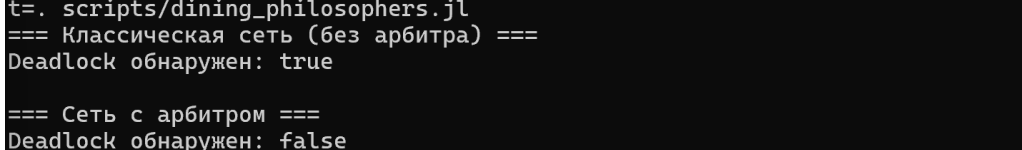 t=. scripts/dining_philosophers.jl
=== Классическая сеть (без арбитра) ===
Deadlock обнаружен: true
=== Сеть с арбитром ===
Deadlock обнаружен: false